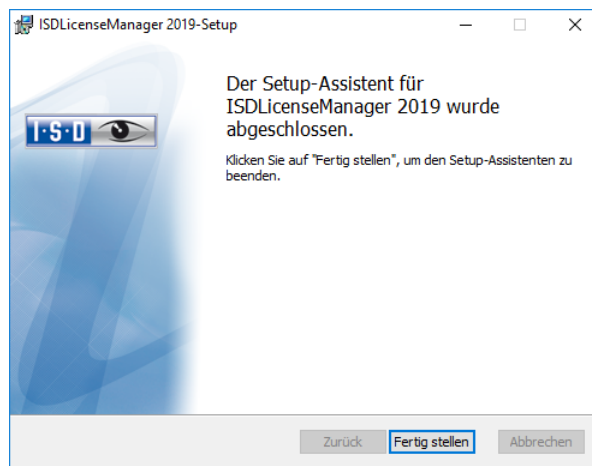 ISDLicenseManager 2019-Setup
Der Setup-Assistent für
ISDLicenseManager 2019 wurde
abgeschlossen.
I·S·D
Klicken Sie auf "Fertig stellen", um den Setup-Assistenten zu
beenden.
Zurück Fertig stellen Abbrechen